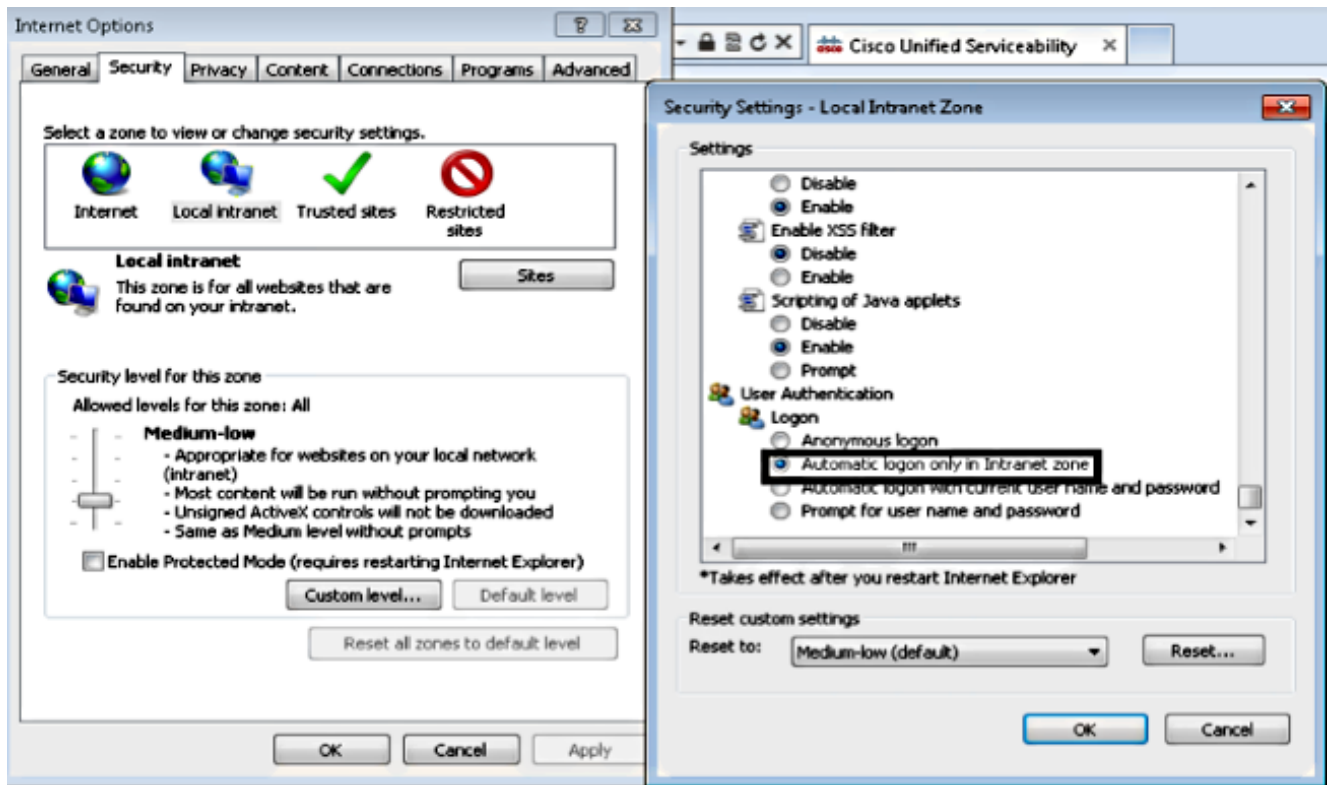 Internet Options
General Security Privacy Content Connections Programs Advanced
Select a zone to view or change security settings.
Internet
Local intranet
Trusted sites
Restricted
sites
Local intranet
This zone is for all websites that are
found on your intranet.
Sites
Security level for this zone
Allowed levels for this zone: All
Medium-low
- Appropriate for websites on your local network
(intranet)
- Most content will be run without prompting you
- Unsigned ActiveX controls will not be downloaded
- Same as Medium level without prompts
Enable Protected Mode (requires restarting Internet Explorer)
Custom level...
Default level
Reset all zones to default level
OK
Cancel
Apply
cisco Cisco Unified Serviceability
Security Settings - Local Intranet Zone
Settings
Disable
Enable
Enable XSS filter
Disable
Enable
Scripting of Java applets
Disable
Enable
Prompt
User Authentication
Logon
Anonymous logon
Automatic logon only in Intranet zone
Automatic logon with current user name and password
Prompt for user name and password
*Takes effect after you restart Internet Explorer
Reset custom settings
Reset to:
Medium-low (default)
Reset...
OK
Cancel